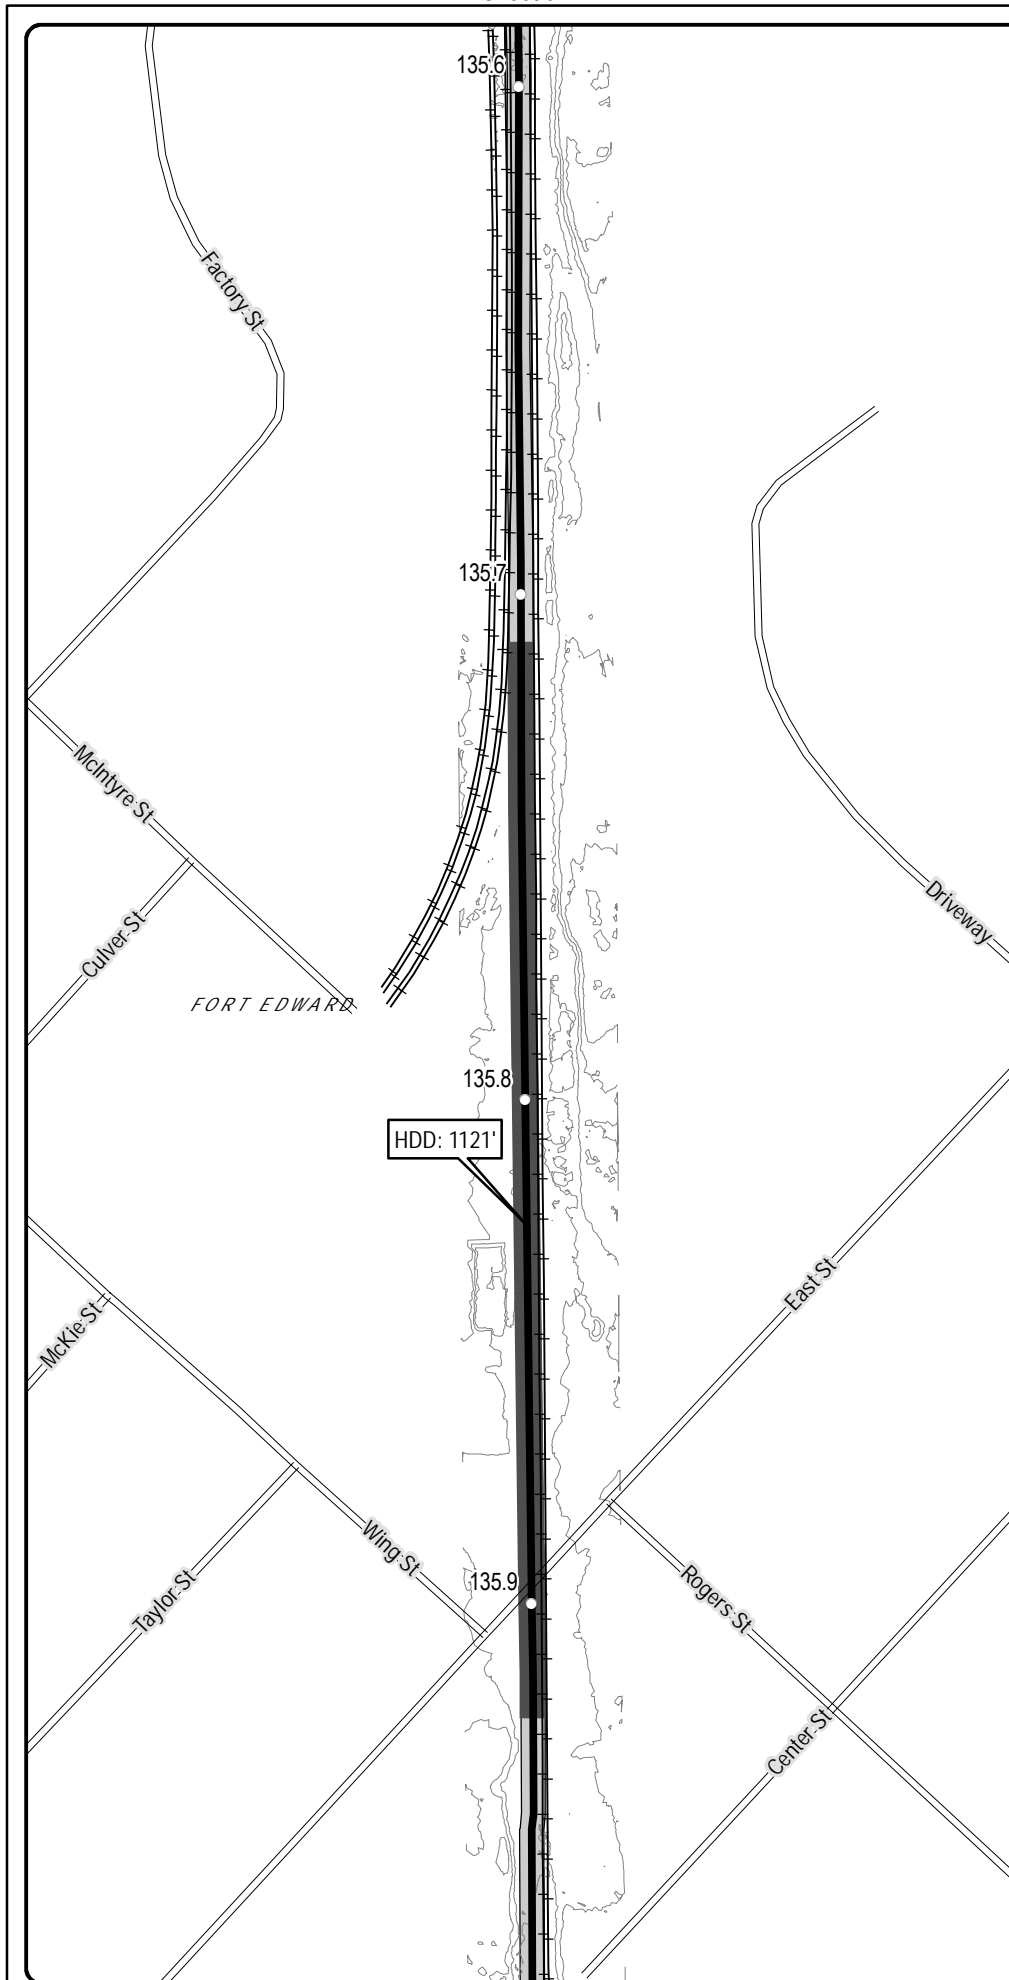 135.6
Factory St
135.7
McIntyre St
Culver St
Driveway
FORT EDWARD
135.8
HDD: 1121'
East St
McKie St
Wing St
135.9
Taylor St
Rogers St
Center St